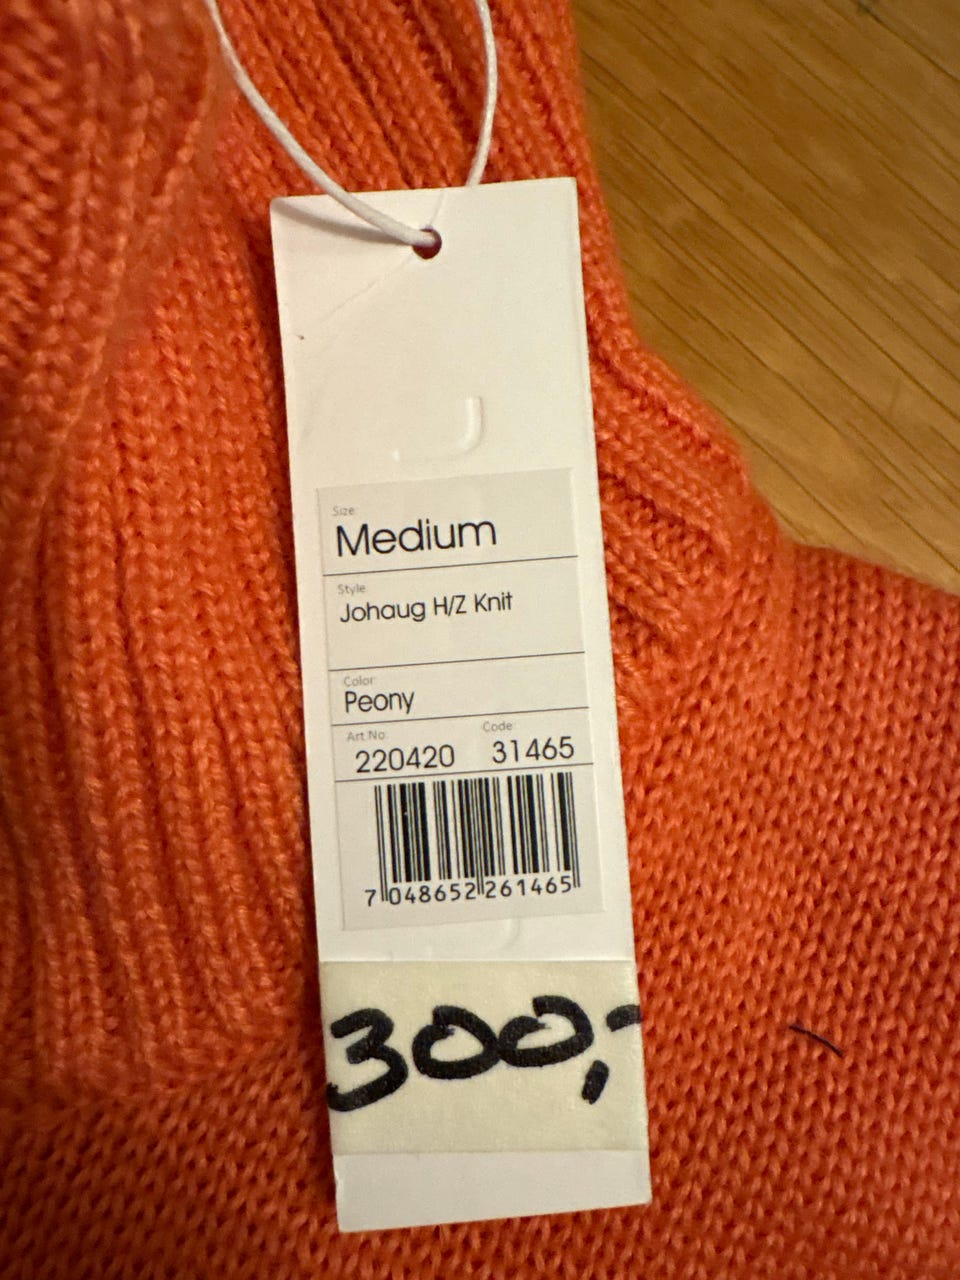 Size:
Medium
Style
Johaug H/Z Knit
Color:
Peony
Art.No: Code:
220420 31465
7 048652 261465
300,-